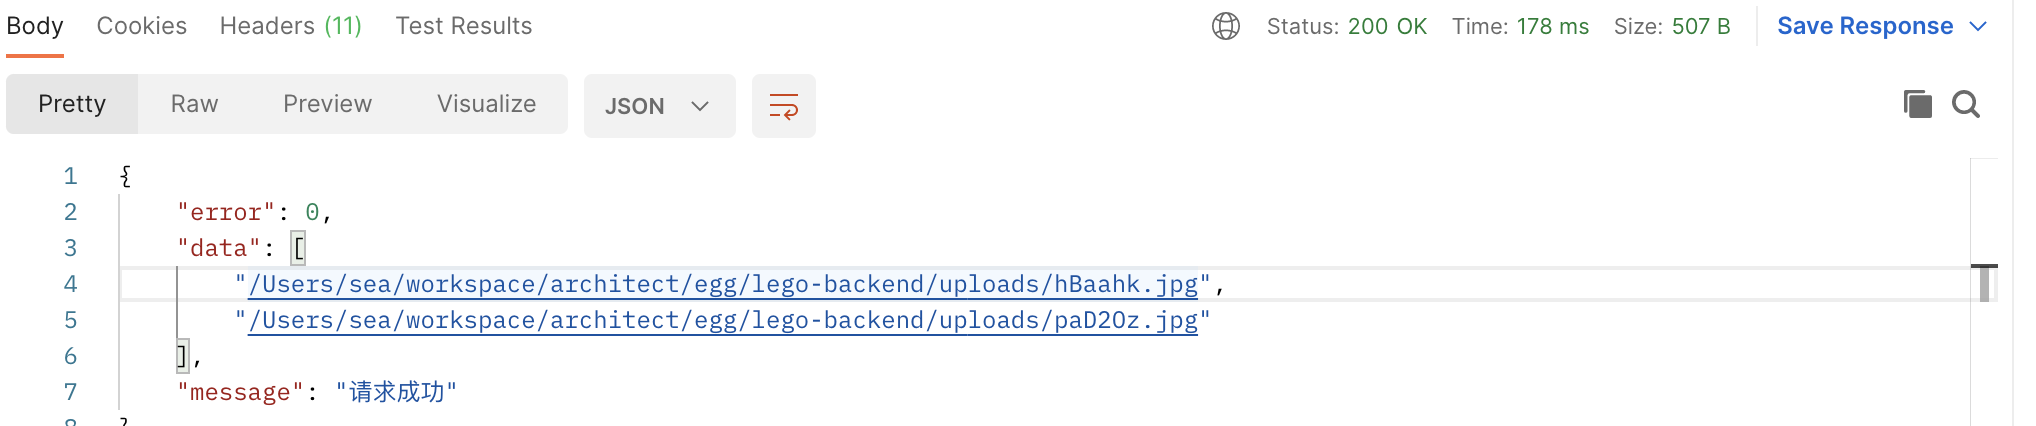 Body Cookies Headers (11) Test Results Status: 200 OK Time: 178 ms Size: 507 B Save Response
Pretty Raw Preview Visualize JSON
1 {
2 "error": 0,
3 "data": [
4 "/Users/sea/workspace/architect/egg/lego-backend/uploads/hBaahk.jpg",
5 "/Users/sea/workspace/architect/egg/lego-backend/uploads/paD2Oz.jpg"
6 ],
7 "message": "请求成功"
8 }